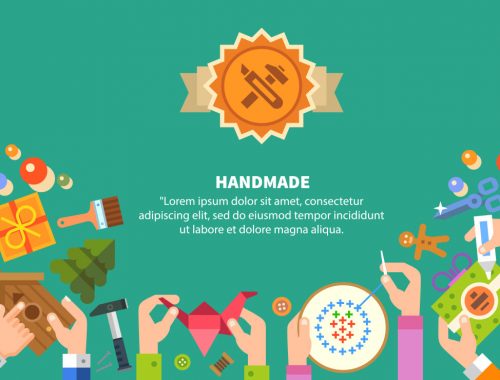 HANDMADE
"Lorem ipsum dolor sit amet, consectetur
adipiscing elit, sed do eiusmod tempor incididunt
ut labore et dolore magna aliqua.